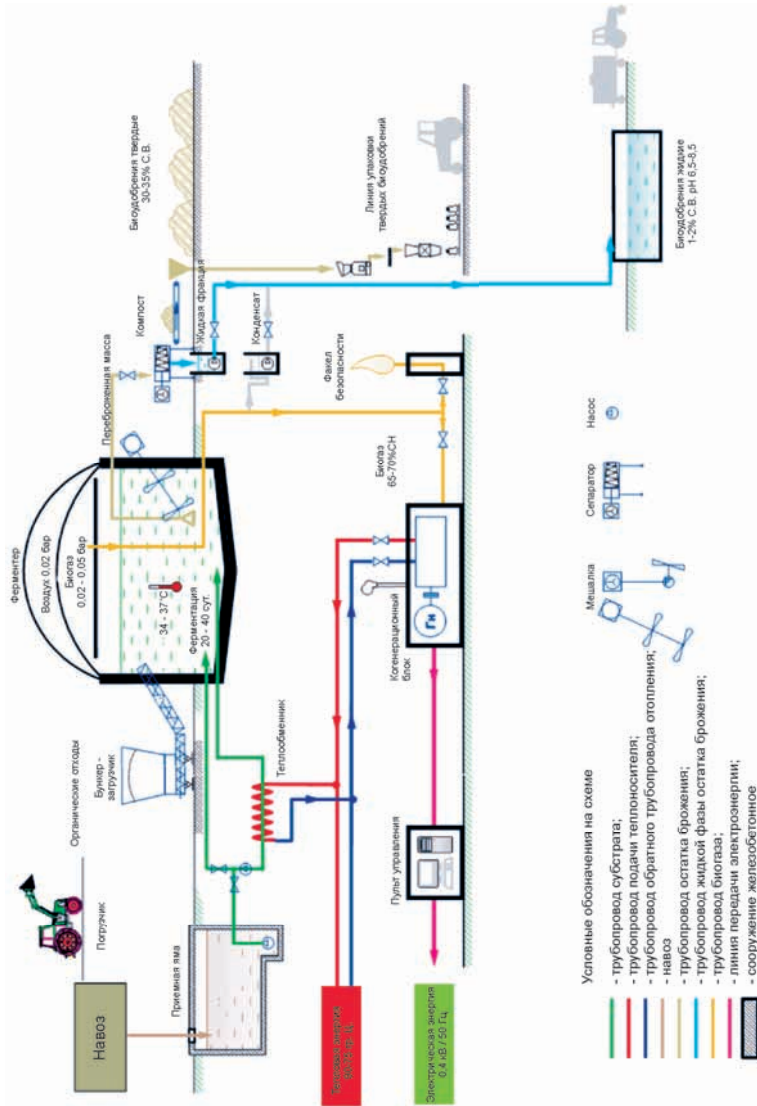 Органические отходы
Погрузчик
Навоз
Приемная яма
Бункер -
загрузчик
Ферментер
Воздух 0,02 бар
Биогаз
0,02 - 0,05 бар
34 - 37°C
Ферментация
20 - 40 сут.
Переброженная масса
Компост
Биоудобрения твердые
30-35% С.В.
Жидкая фракция
Конденсат
Линия упаковки
твердых биоудобрений
Теплообменник
Биогаз
65-70%CH
Факел
безопасности
Когенерационный
блок
Гн
Пульт управления
Тепловая энергия
Электрическая энергия
0,4 кВ / 50 Гц
Биоудобрения жидкие
1-2% С.В. pH 6,5-8,5
Условные обозначения на схеме
- трубопровод субстрата;
- трубопровод подачи теплоносителя;
- трубопровод обратного трубопровода отопления;
- навоз
- трубопровод остатка брожения;
- трубопровод жидкой фазы остатка брожения;
- трубопровод биогаза;
- линия передачи электроэнергии;
- сооружение железобетонное
Мешалка
Сепаратор
Насос